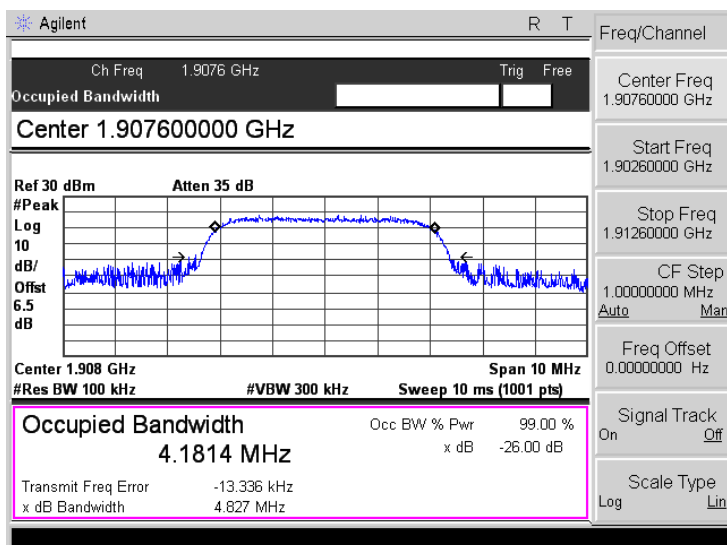 Agilent R T
Ch Freq 1.9076 GHz Trig Free
Occupied Bandwidth
Center 1.907600000 GHz
Ref 30 dBm Atten 35 dB
#Peak
Log
10
dB/
Offst
6.5
dB
Center 1.908 GHz Span 10 MHz
#Res BW 100 kHz #VBW 300 kHz Sweep 10 ms (1001 pts)
Occupied Bandwidth Occ BW % Pwr 99.00 %
4.1814 MHz x dB -26.00 dB
Transmit Freq Error -13.336 kHz
x dB Bandwidth 4.827 MHz
Freq/Channel
Center Freq
1.90760000 GHz
Start Freq
1.90260000 GHz
Stop Freq
1.91260000 GHz
CF Step
1.00000000 MHz
Auto Man
Freq Offset
0.00000000 Hz
Signal Track
On Off
Scale Type
Log Lin